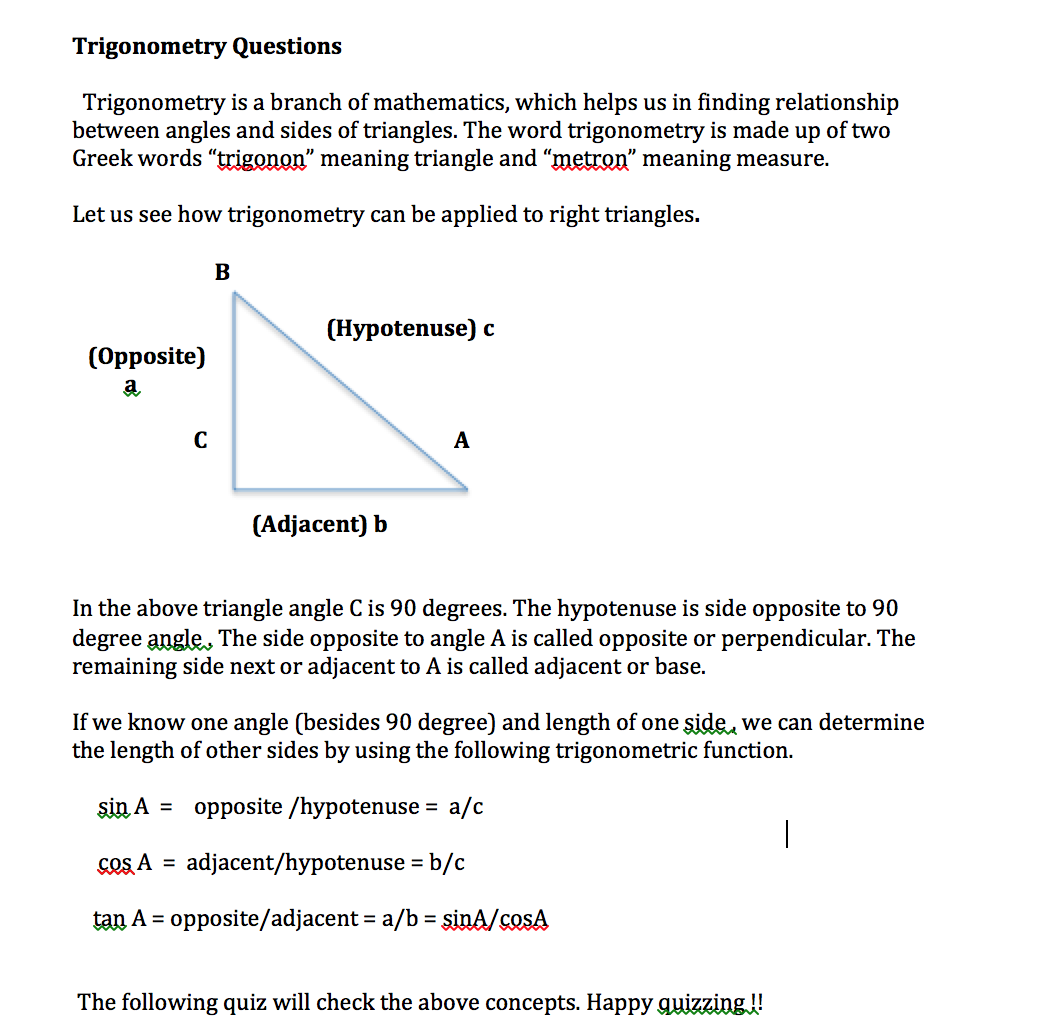 Trigonometry Questions
Trigonometry is a branch of mathematics, which helps us in finding relationship
between angles and sides of triangles. The word trigonometry is made up of two
Greek words “trigonon” meaning triangle and “metron” meaning measure.
Let us see how trigonometry can be applied to right triangles.
B
(Hypotenuse) c
(Opposite)
a
C
A
(Adjacent) b
In the above triangle angle C is 90 degrees. The hypotenuse is side opposite to 90
degree angle . The side opposite to angle A is called opposite or perpendicular. The
remaining side next or adjacent to A is called adjacent or base.
If we know one angle (besides 90 degree) and length of one side , we can determine
the length of other sides by using the following trigonometric function.
sin A = opposite /hypotenuse = a/c
cos A = adjacent/hypotenuse = b/c
tan A = opposite/adjacent = a/b = sinA/cosA
The following quiz will check the above concepts. Happy quizzing !!